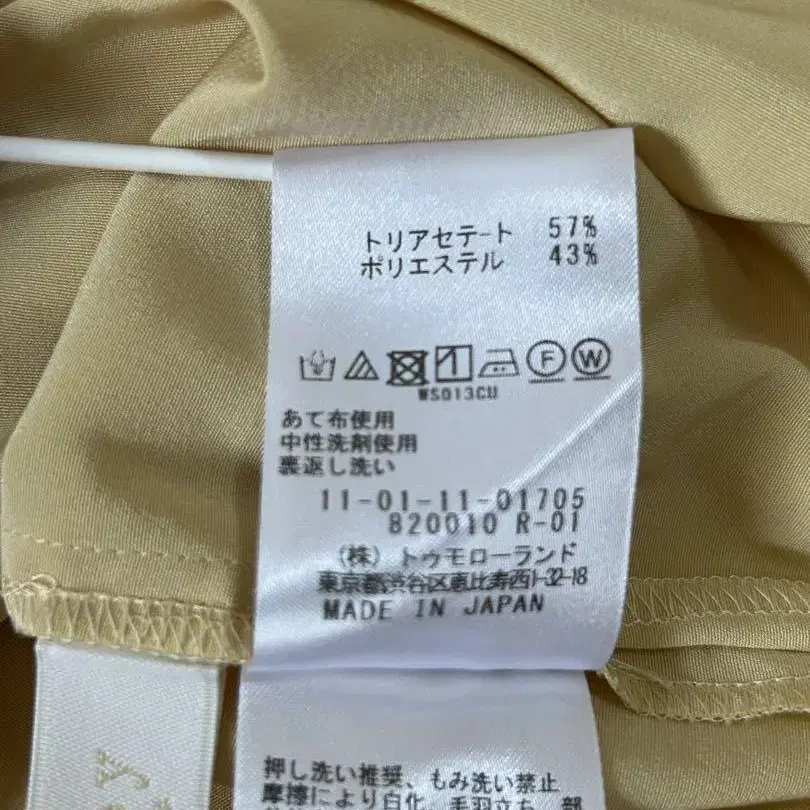 トリアセテート 57%
ポリエステル 43%
F W
WS013CU
あて布使用
中性洗剤使用
裏返し洗い
11-01-11-01705
820010 R-01
(株) トゥモローランド
東京都渋谷区恵比寿西1-32-18
MADE IN JAPAN
押し洗い推奨、もみ洗い禁止
摩擦により白化、毛羽立ち、部